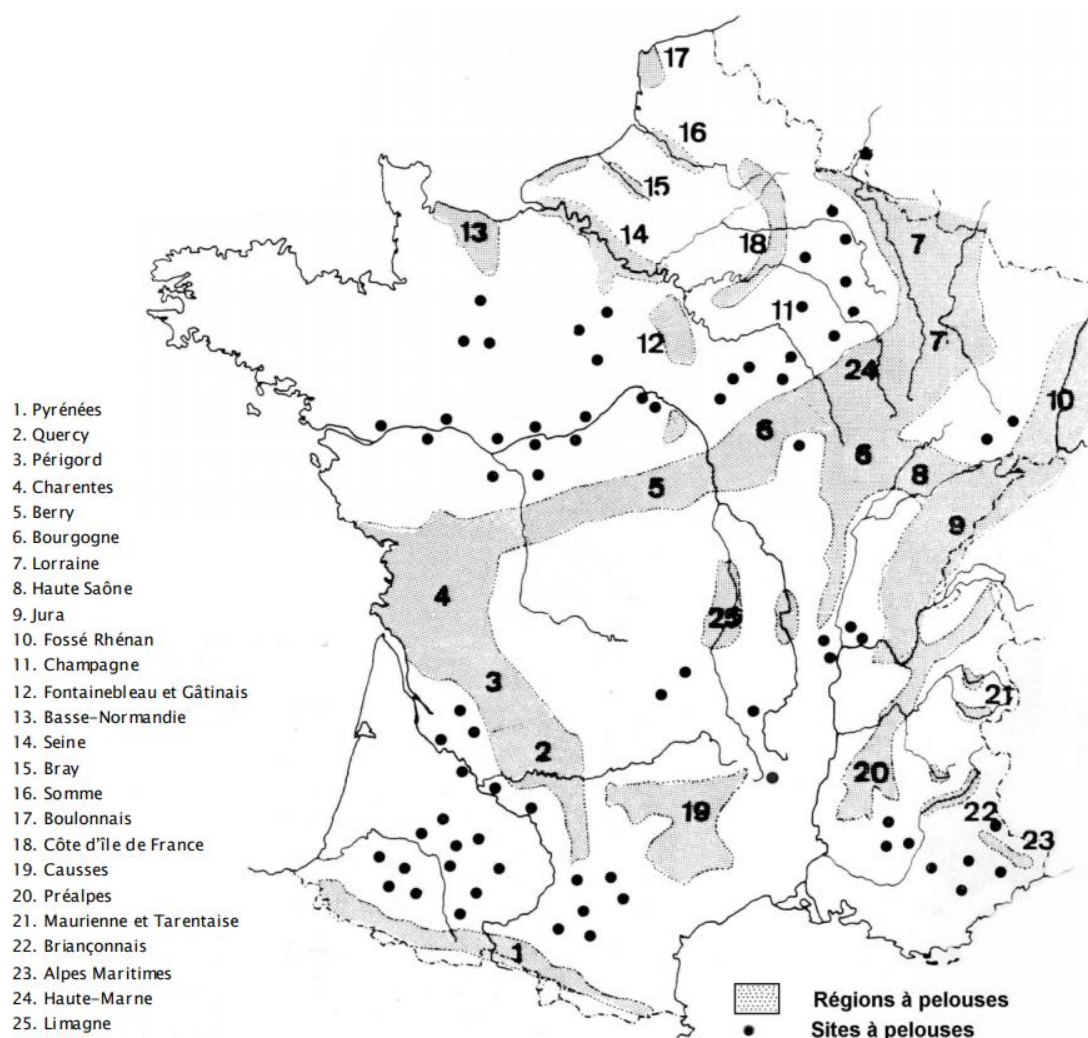 17
16
15
13
14
18
7
11
12
7
24
10
6
6
8
5
9
4
25
3
21
2
20
19
22
23
1
1. Pyrénées
2. Quercy
3. Périgord
4. Charentes
5. Berry
6. Bourgogne
7. Lorraine
8. Haute Saône
9. Jura
10. Fossé Rhénan
11. Champagne
12. Fontainebleau et Gâtinais
13. Basse-Normandie
14. Seine
15. Bray
16. Somme
17. Boulonnais
18. Côte d'île de France
19. Causses
20. Préalpes
21. Maurienne et Tarentaise
22. Briançonnais
23. Alpes Maritimes
24. Haute-Marne
25. Limagne
Régions à pelouses
Sites à pelouses